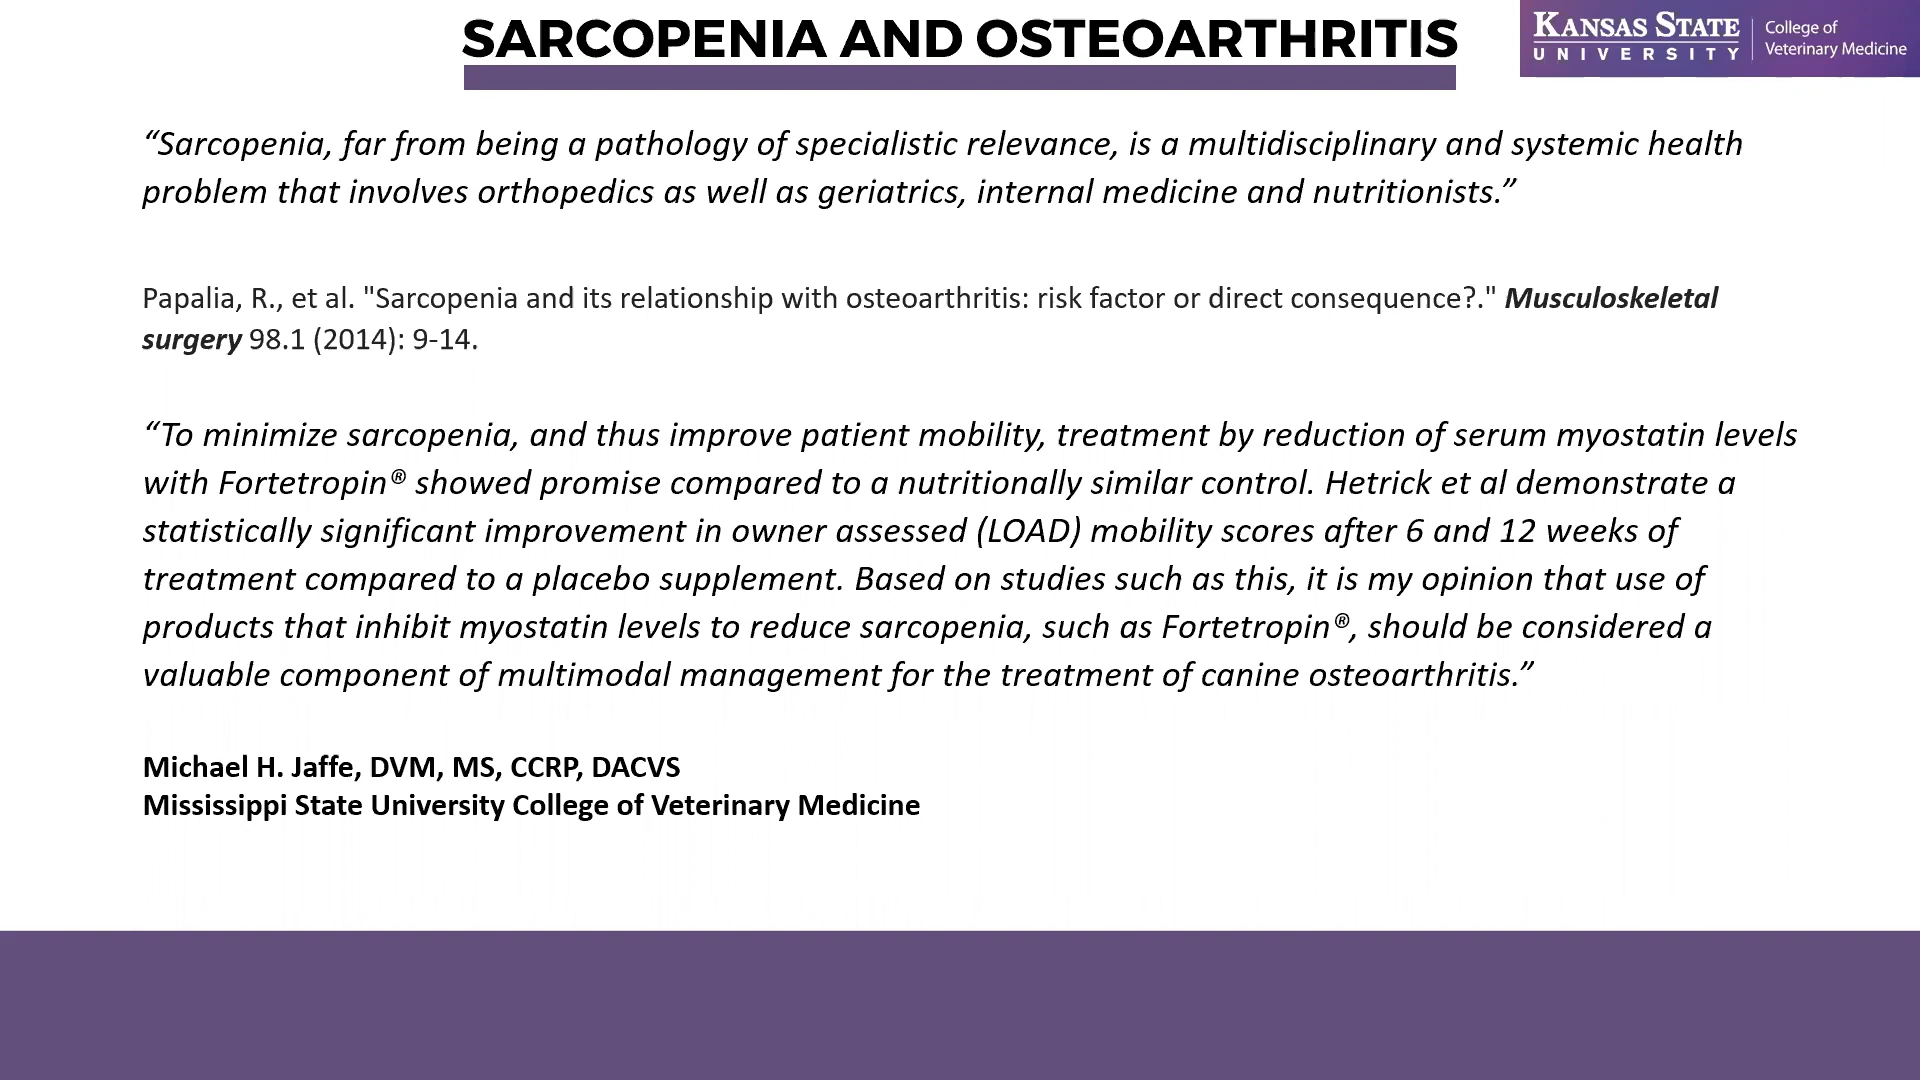 SARCOPENIA AND OSTEOARTHRITIS
KANSAS STATE
UNIVERSITY
College of
Veterinary Medicine
“Sarcopenia, far from being a pathology of specialistic relevance, is a multidisciplinary and systemic health
problem that involves orthopedics as well as geriatrics, internal medicine and nutritionists.”
Papalia, R., et al. "Sarcopenia and its relationship with osteoarthritis: risk factor or direct consequence?." Musculoskeletal
surgery 98.1 (2014): 9-14.
“To minimize sarcopenia, and thus improve patient mobility, treatment by reduction of serum myostatin levels
with Fortetropin® showed promise compared to a nutritionally similar control. Hetrick et al demonstrate a
statistically significant improvement in owner assessed (LOAD) mobility scores after 6 and 12 weeks of
treatment compared to a placebo supplement. Based on studies such as this, it is my opinion that use of
products that inhibit myostatin levels to reduce sarcopenia, such as Fortetropin®, should be considered a
valuable component of multimodal management for the treatment of canine osteoarthritis.”
Michael H. Jaffe, DVM, MS, CCRP, DACVS
Mississippi State University College of Veterinary Medicine